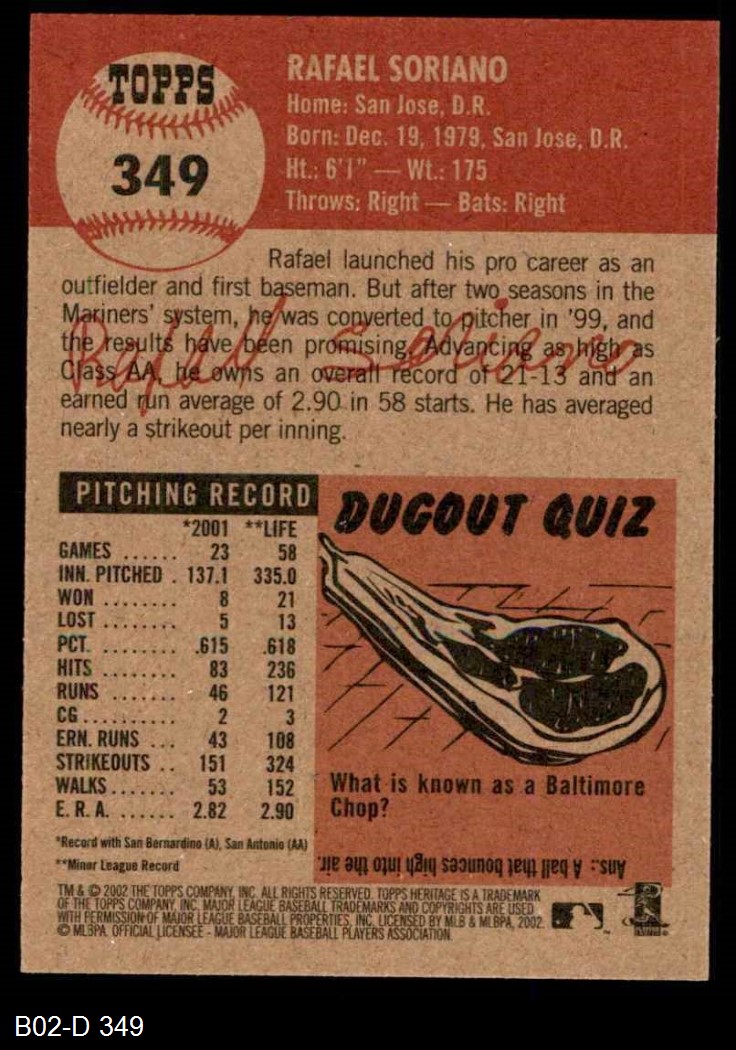 TOPPS
349
RAFAEL SORIANO
Home: San Jose, D.R.
Born: Dec. 19, 1979, San Jose, D.R.
Ht.: 6'1" — Wt.: 175
Throws: Right — Bats: Right
Rafael launched his pro career as an
outfielder and first baseman. But after two seasons in the
Mariners' system, he was converted to pitcher in '99, and
the results have been promising. Advancing as high as
Class AA, he owns an overall record of 21-13 and an
earned run average of 2.90 in 58 starts. He has averaged
nearly a strikeout per inning.
Rafael Soriano
PITCHING RECORD
*2001 **LIFE
GAMES ...... 23 58
INN. PITCHED . 137.1 335.0
WON ........ 8 21
LOST ........ 5 13
PCT. ........ .615 .618
HITS ........ 83 236
RUNS ....... 46 121
CG .......... 2 3
ERN. RUNS ... 43 108
STRIKEOUTS .. 151 324
WALKS ....... 53 152
E. R. A. ...... 2.82 2.90
*Record with San Bernardino (A), San Antonio (AA)
**Minor League Record
DUGOUT QUIZ
What is known as a Baltimore
Chop?
Ans.: A ball that bounces high into the air.
TM & © 2002 THE TOPPS COMPANY, INC. ALL RIGHTS RESERVED. TOPPS HERITAGE IS A TRADEMARK
OF THE TOPPS COMPANY, INC. MAJOR LEAGUE BASEBALL TRADEMARKS AND COPYRIGHTS ARE USED
WITH PERMISSION OF MAJOR LEAGUE BASEBALL PROPERTIES, INC. LICENSED BY MLB & MLBPA, 2002.
© MLBPA. OFFICIAL LICENSEE - MAJOR LEAGUE BASEBALL PLAYERS ASSOCIATION.
B02-D 349